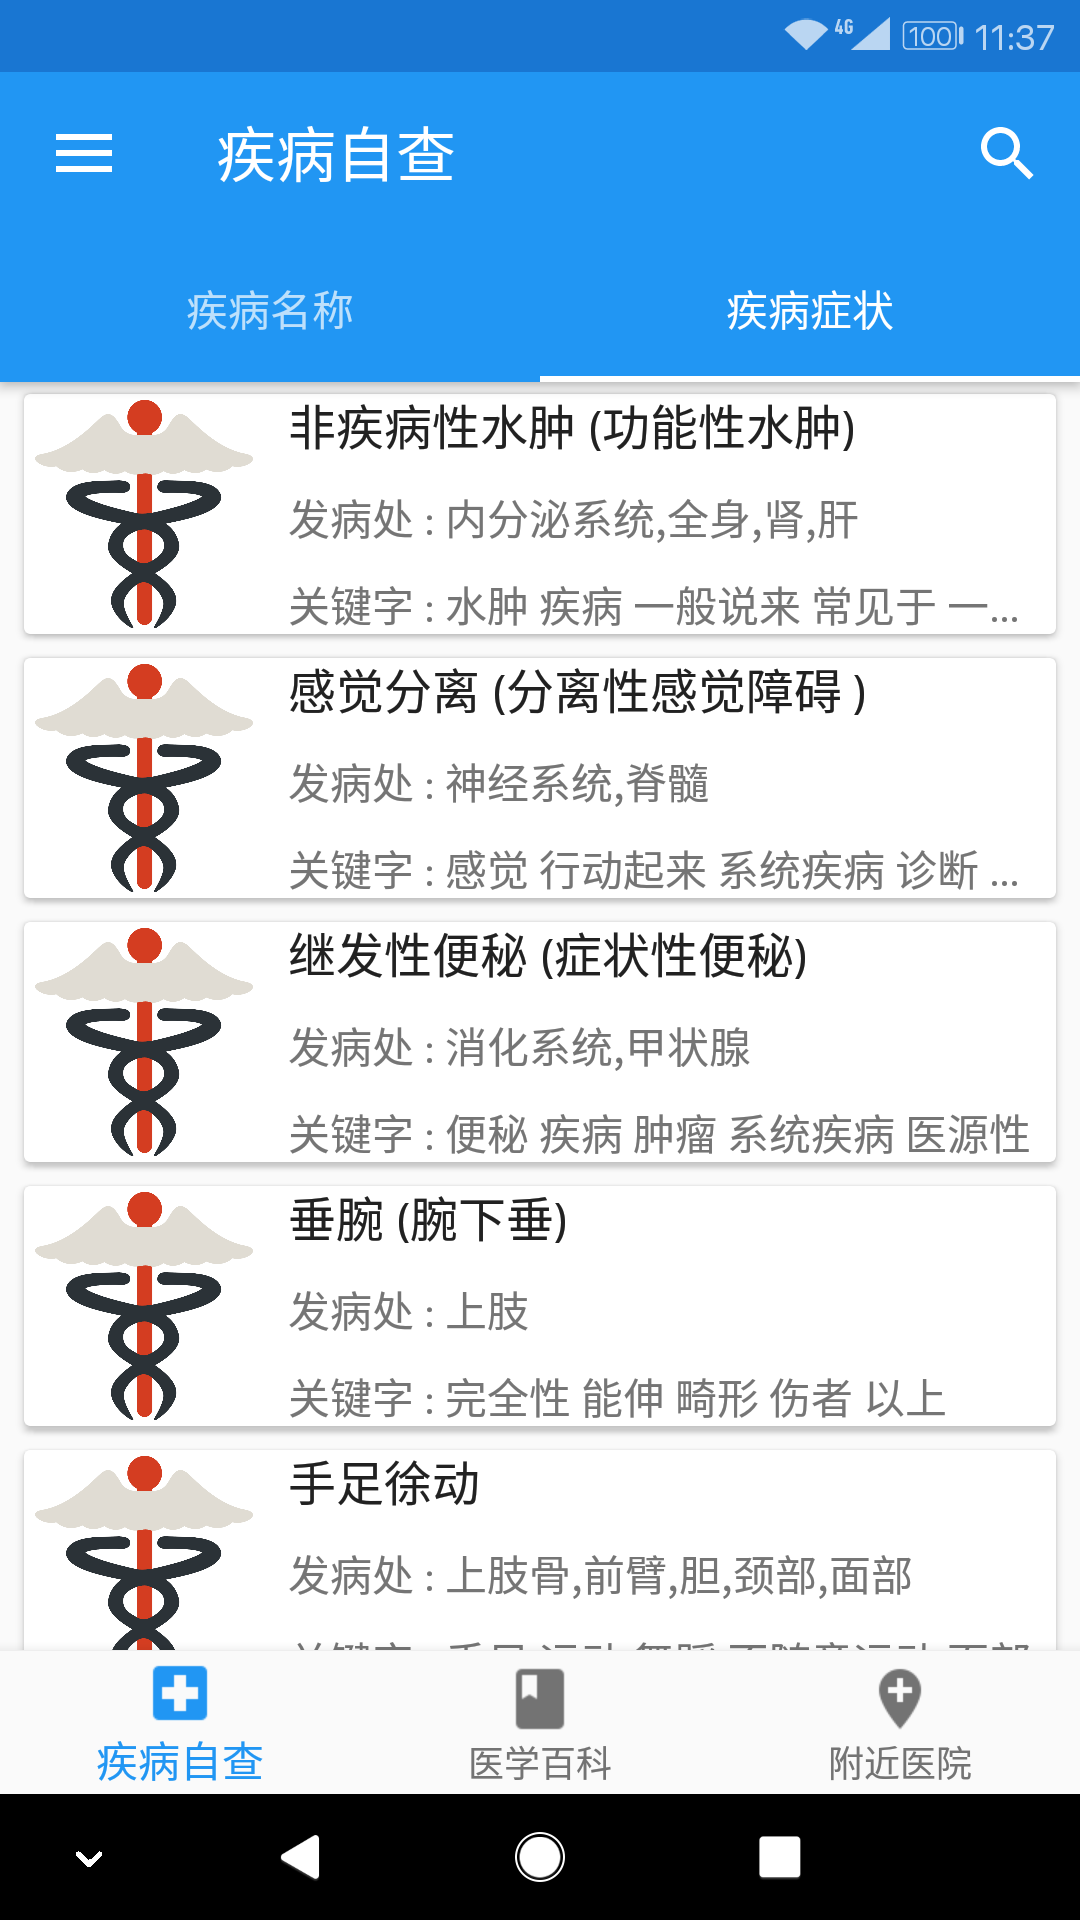 4G 100 11:37
疾病自查
疾病名称 疾病症状
非疾病性水肿 (功能性水肿)
发病处 : 内分泌系统,全身,肾,肝
关键字 : 水肿 疾病 一般说来 常见于 一...
感觉分离 (分离性感觉障碍 )
发病处 : 神经系统,脊髓
关键字 : 感觉 行动起来 系统疾病 诊断 ...
继发性便秘 (症状性便秘)
发病处 : 消化系统,甲状腺
关键字 : 便秘 疾病 肿瘤 系统疾病 医源性
垂腕 (腕下垂)
发病处 : 上肢
关键字 : 完全性 能伸 畸形 伤者 以上
手足徐动
发病处 : 上肢骨,前臂,胆,颈部,面部
疾病自查 医学百科 附近医院